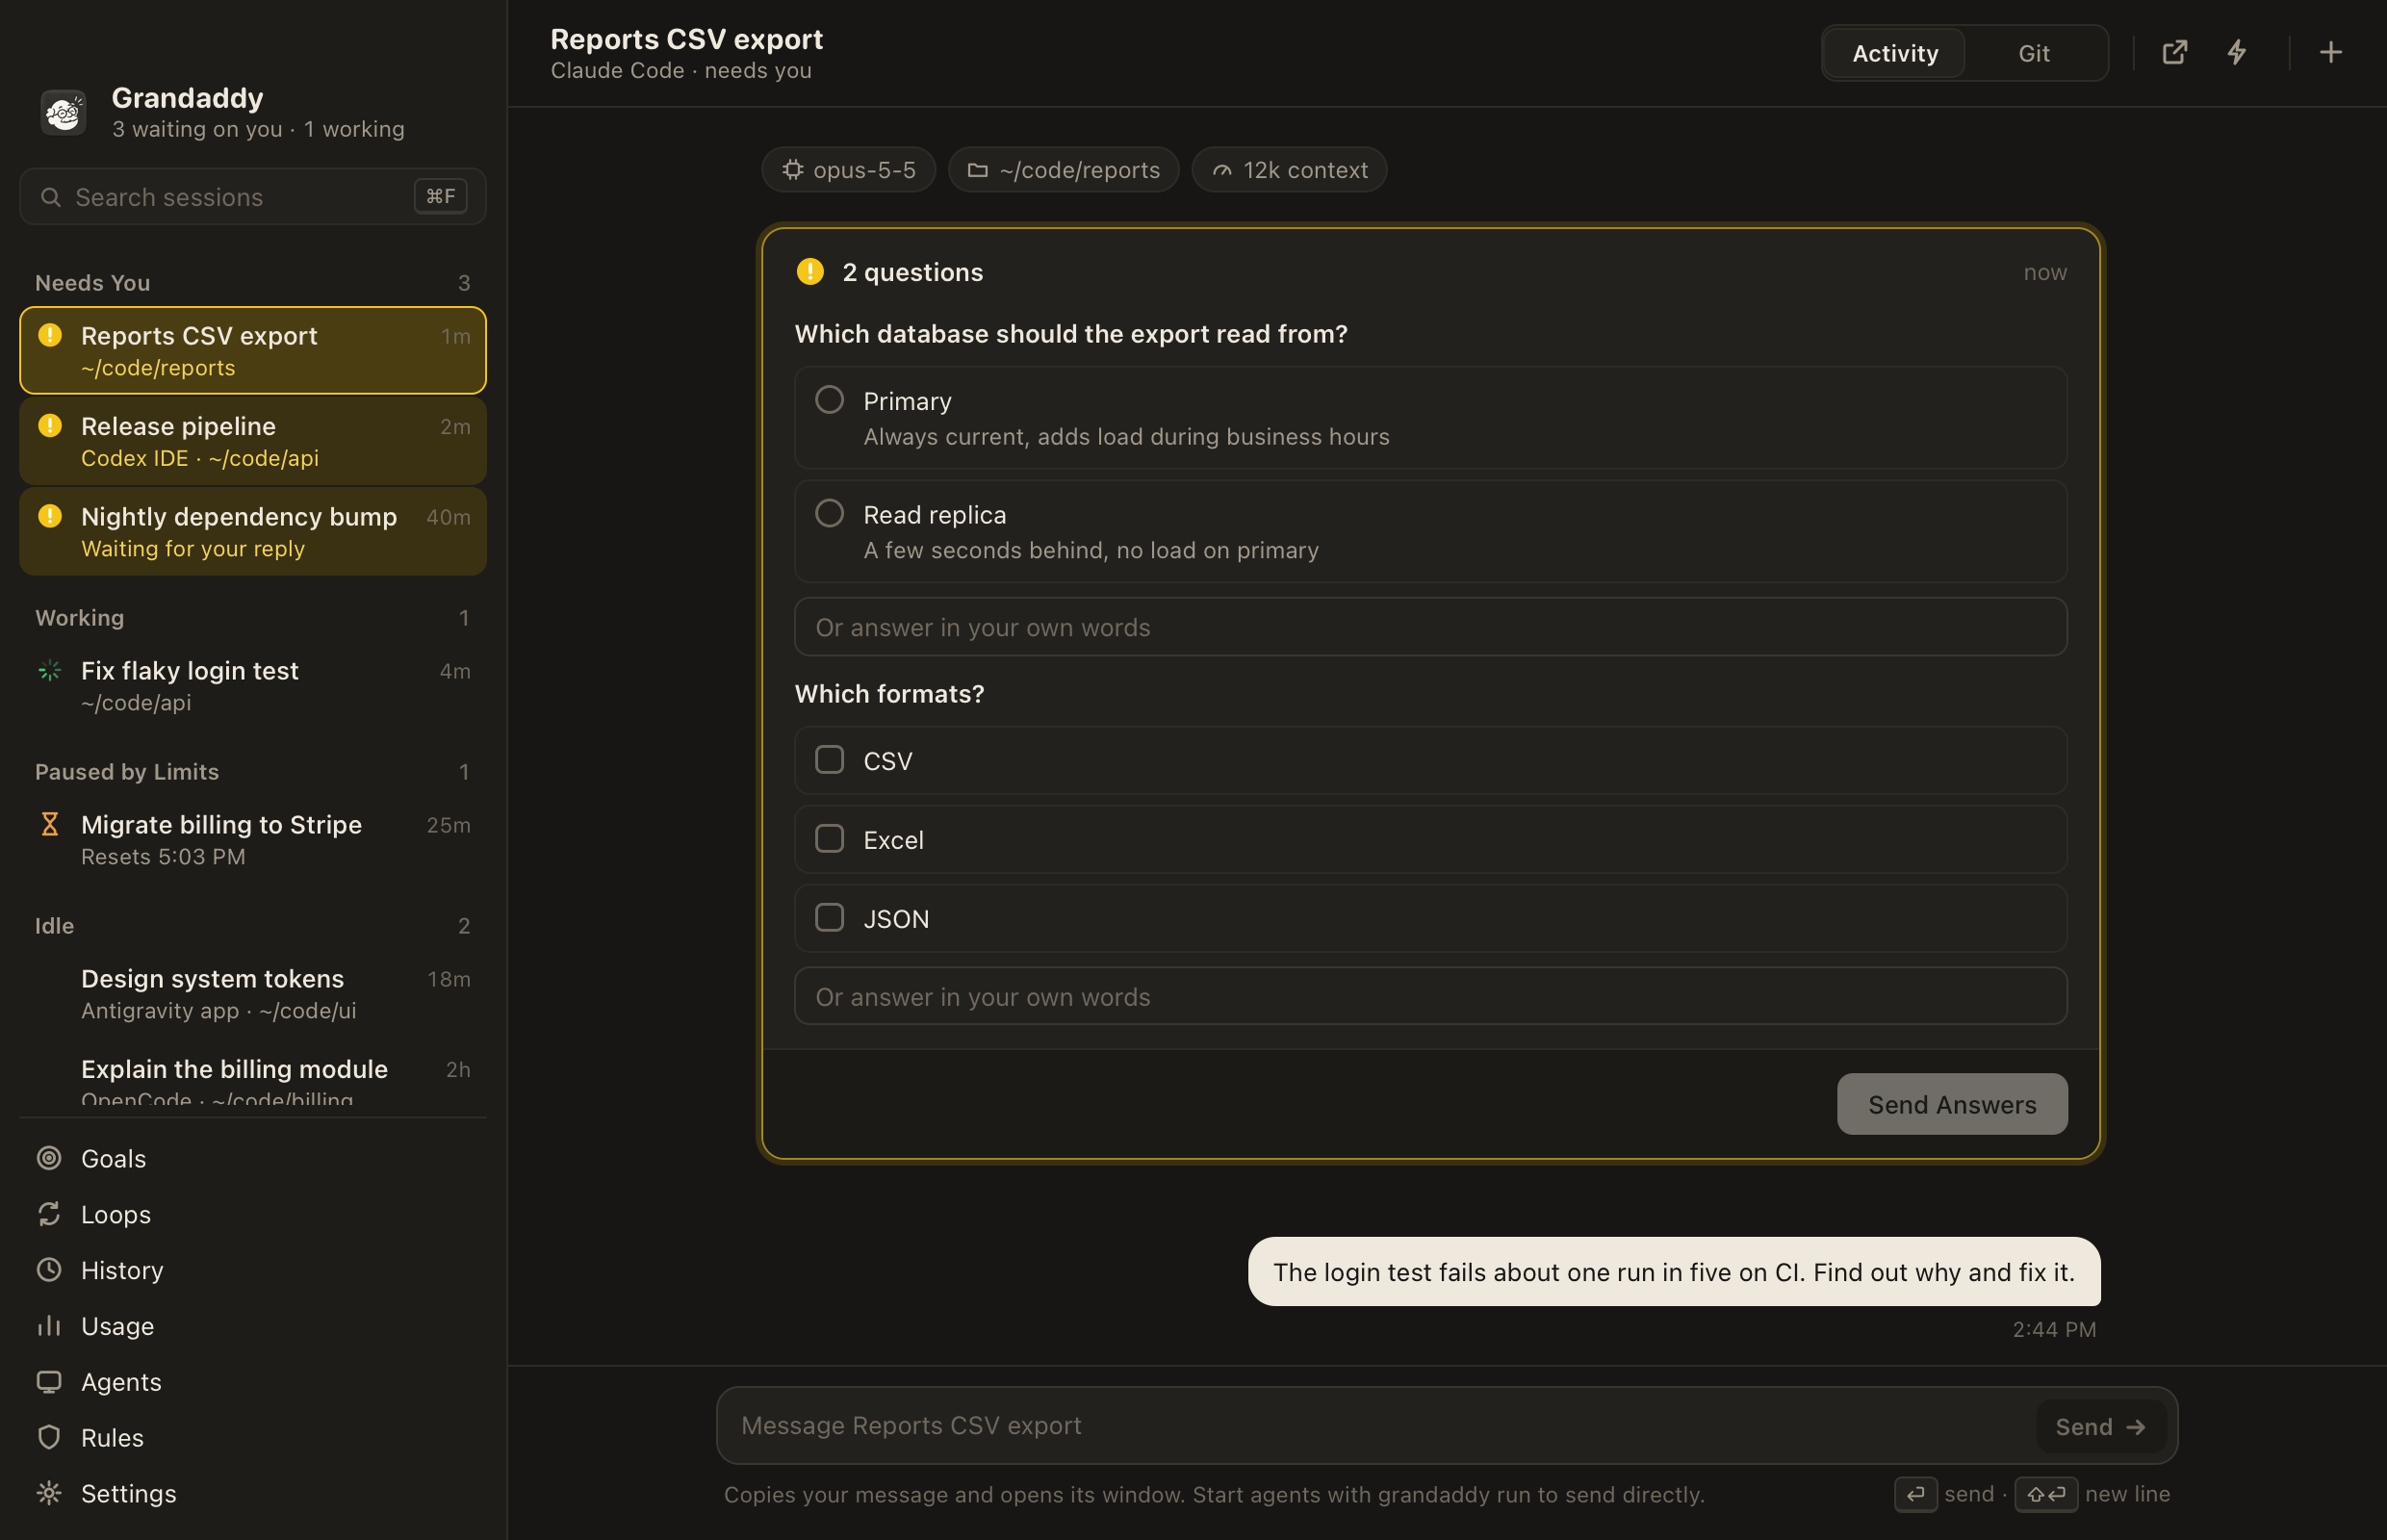 Grandaddy
3 waiting on you · 1 working
Search sessions
⌘F
Needs You
3
Reports CSV export
1m
~/code/reports
Release pipeline
2m
Codex IDE · ~/code/api
Nightly dependency bump
40m
Waiting for your reply
Working
1
Fix flaky login test
4m
~/code/api
Paused by Limits
1
Migrate billing to Stripe
25m
Resets 5:03 PM
Idle
2
Design system tokens
18m
Antigravity app · ~/code/ui
Explain the billing module
2h
OpenCode · ~/code/billing
Goals
Loops
History
Usage
Agents
Rules
Settings
Reports CSV export
Claude Code · needs you
Activity
Git
opus-5-5
~/code/reports
12k context
2 questions
now
Which database should the export read from?
Primary
Always current, adds load during business hours
Read replica
A few seconds behind, no load on primary
Or answer in your own words
Which formats?
CSV
Excel
JSON
Or answer in your own words
Send Answers
The login test fails about one run in five on CI. Find out why and fix it.
2:44 PM
Message Reports CSV export
Send →
Copies your message and opens its window. Start agents with grandaddy run to send directly.
send · new line